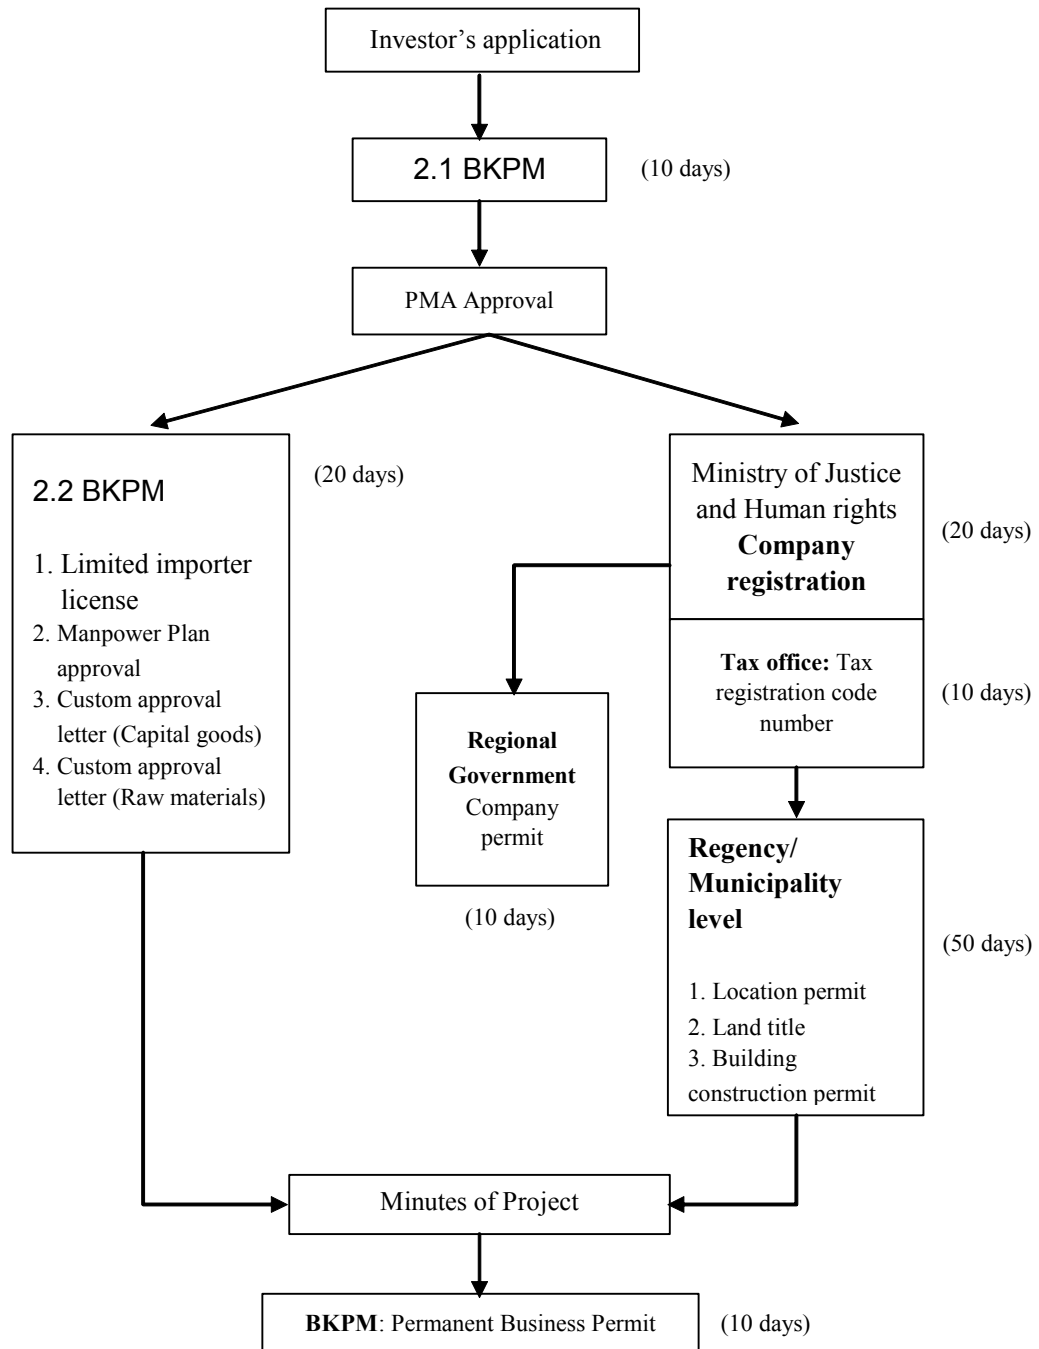 Investor’s application
2.1 BKPM
(10 days)
PMA Approval
2.2 BKPM
1. Limited importer
license
2. Manpower Plan
approval
3. Custom approval
letter (Capital goods)
4. Custom approval
letter (Raw materials)
(20 days)
Ministry of Justice
and Human rights
Company
registration
(20 days)
Tax office: Tax
registration code
number
(10 days)
Regional
Government
Company
permit
(10 days)
Regency/
Municipality
level
1. Location permit
2. Land title
3. Building
construction permit
(50 days)
Minutes of Project
BKPM: Permanent Business Permit
(10 days)